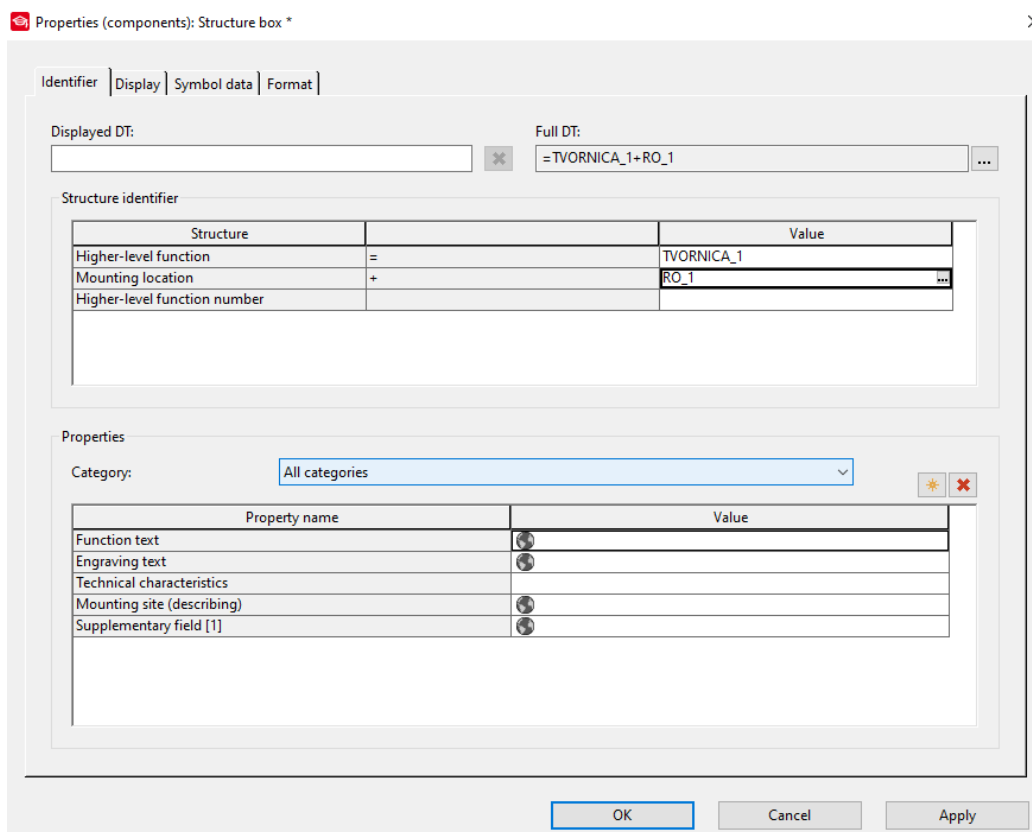 Properties (components): Structure box *
Identifier Display Symbol data Format
Displayed DT: Full DT:
=TVORNICA_1+RO_1 ...
Structure identifier
Structure Value
Higher-level function = TVORNICA_1
Mounting location + RO_1 ...
Higher-level function number
Properties
Category: All categories
Property name Value
Function text
Engraving text
Technical characteristics
Mounting site (describing)
Supplementary field [1]
OK Cancel Apply